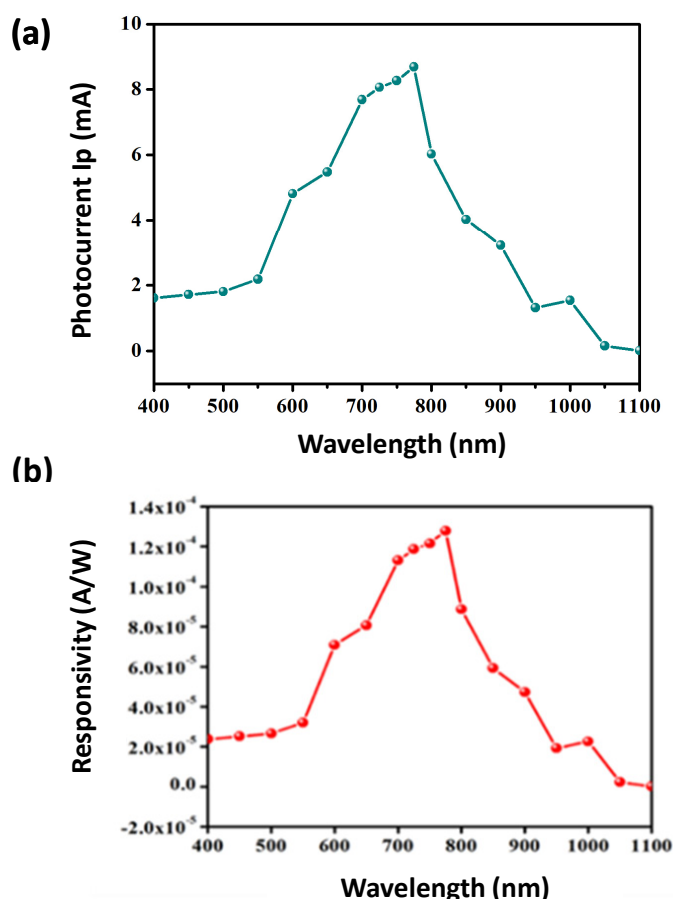 (a)
Photocurrent Ip (mA)
10
8
6
4
2
0
400 500 600 700 800 900 1000 1100
Wavelength (nm)
(b)
Responsivity (A/W)
1.4x10⁻⁴
1.2x10⁻⁴
1.0x10⁻⁴
8.0x10⁻⁵
6.0x10⁻⁵
4.0x10⁻⁵
2.0x10⁻⁵
0.0
-2.0x10⁻⁵
400 500 600 700 800 900 1000 1100
Wavelength (nm)